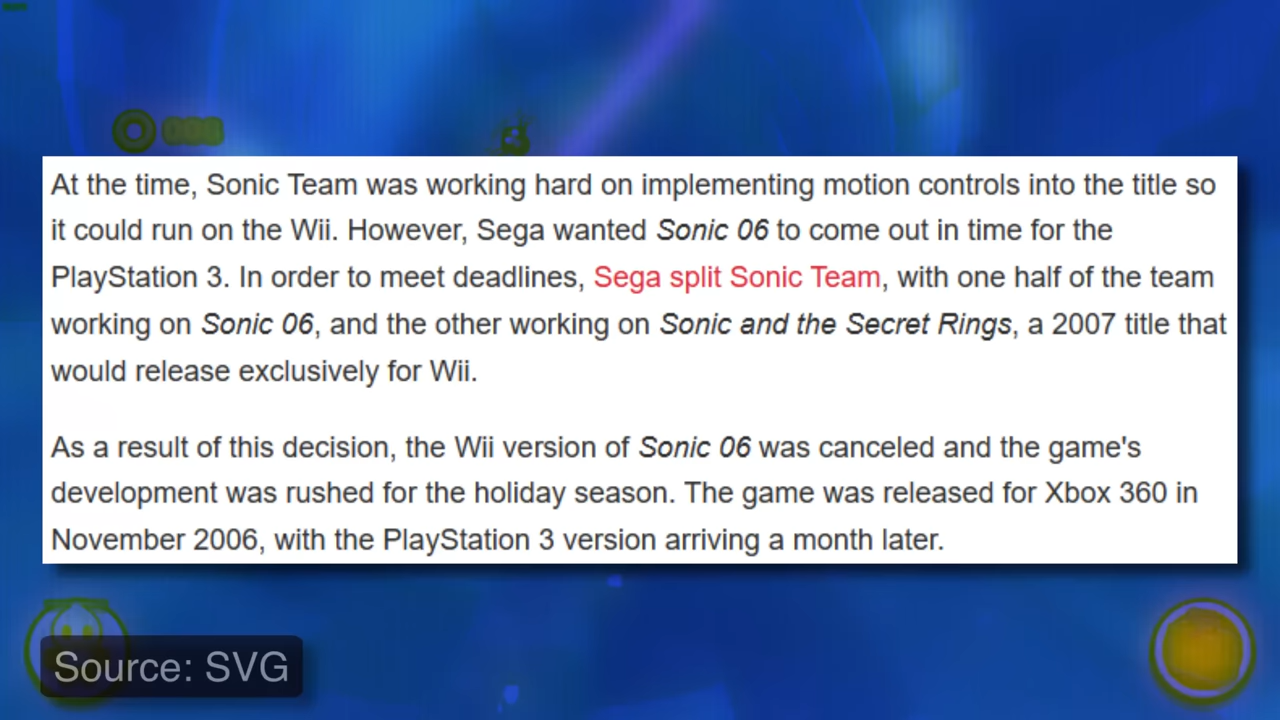 At the time, Sonic Team was working hard on implementing motion controls into the title so
it could run on the Wii. However, Sega wanted Sonic 06 to come out in time for the
PlayStation 3. In order to meet deadlines, Sega split Sonic Team, with one half of the team
working on Sonic 06, and the other working on Sonic and the Secret Rings, a 2007 title that
would release exclusively for Wii.
As a result of this decision, the Wii version of Sonic 06 was canceled and the game's
development was rushed for the holiday season. The game was released for Xbox 360 in
November 2006, with the PlayStation 3 version arriving a month later.
Source: SVG